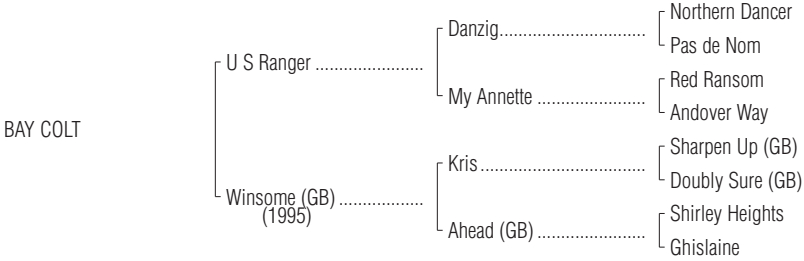 Northern Dancer
Danzig..............................
Pas de Nom
U S Ranger .......................
Red Ransom
My Annette .......................
Andover Way
BAY COLT
Sharpen Up (GB)
Kris...................................
Doubly Sure (GB)
Winsome (GB) ..................
(1995)
Shirley Heights
Ahead (GB) .......................
Ghislaine